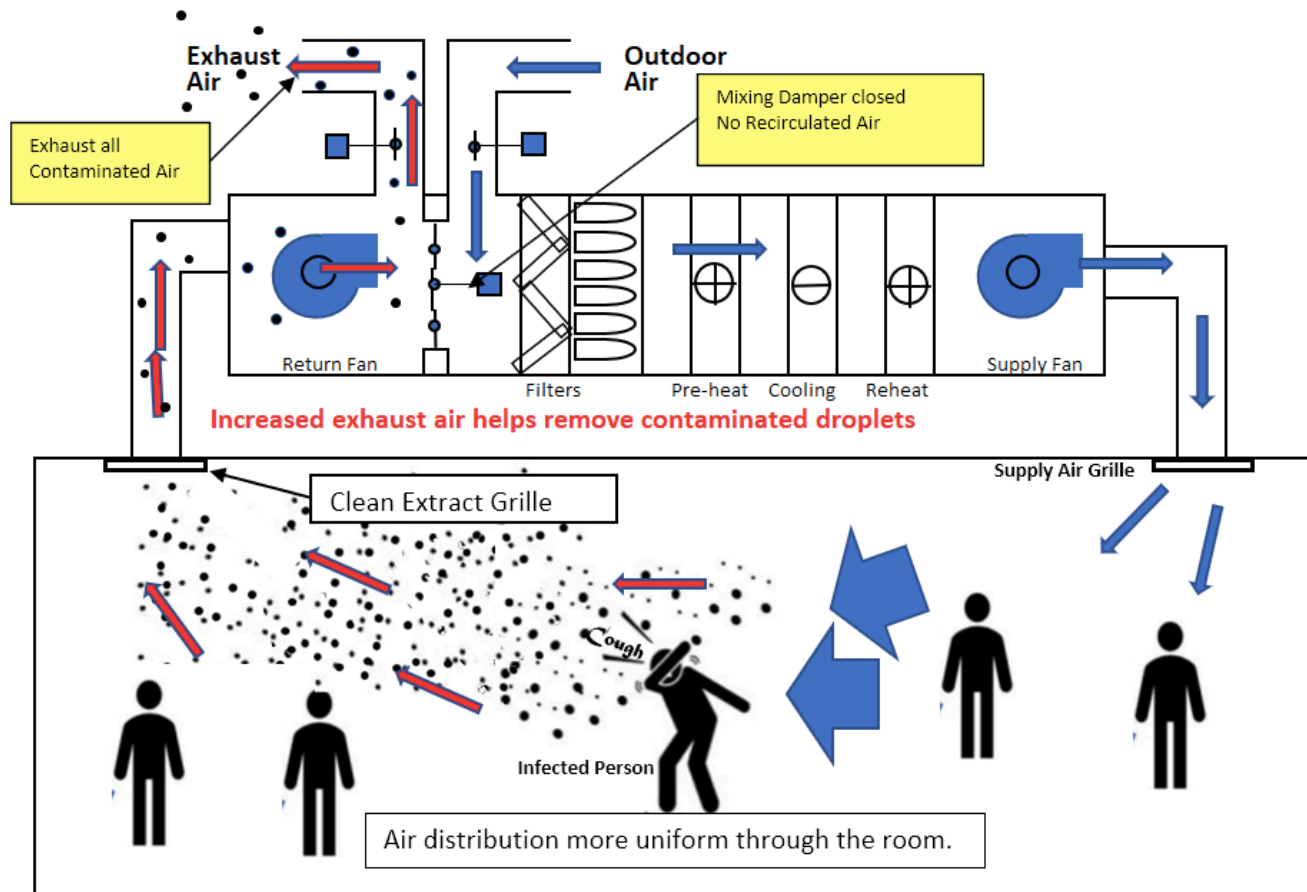 Exhaust
Air
Outdoor
Air
Mixing Damper closed
No Recirculated Air
Exhaust all
Contaminated Air
Return Fan
Filters
Pre-heat
Cooling
Reheat
Supply Fan
Increased exhaust air helps remove contaminated droplets
Supply Air Grille
Clean Extract Grille
Cough
Infected Person
Air distribution more uniform through the room.